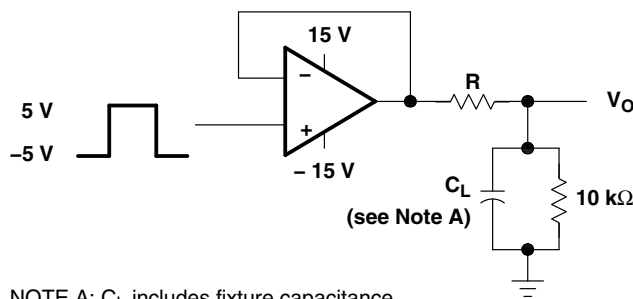 15 V
−
R
VO
5 V
−5 V
+
− 15 V
CL
(see Note A)
10 kΩ
NOTE A: CL includes fixture capacitance